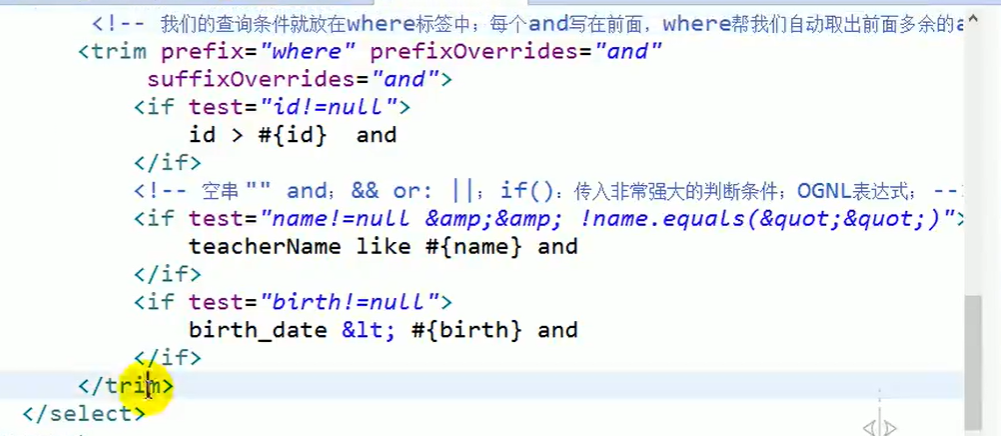 <!-- 我们的查询条件就放在where标签中；每个and写在前面，where帮我们自动取出前面多余的a
<trim prefix="where" prefixOverrides="and"
suffixOverrides="and">
<if test="id!=null">
id > #{id}  and
</if>
<!-- 空串 "" and; && or: ||; if()：传入非常强大的判断条件；OGNL表达式； --
<if test="name!=null &amp;&amp; !name.equals(&quot;&quot;)">
teacherName like #{name} and
</if>
<if test="birth!=null">
birth_date &lt; #{birth} and
</if>
</trim>
</select>